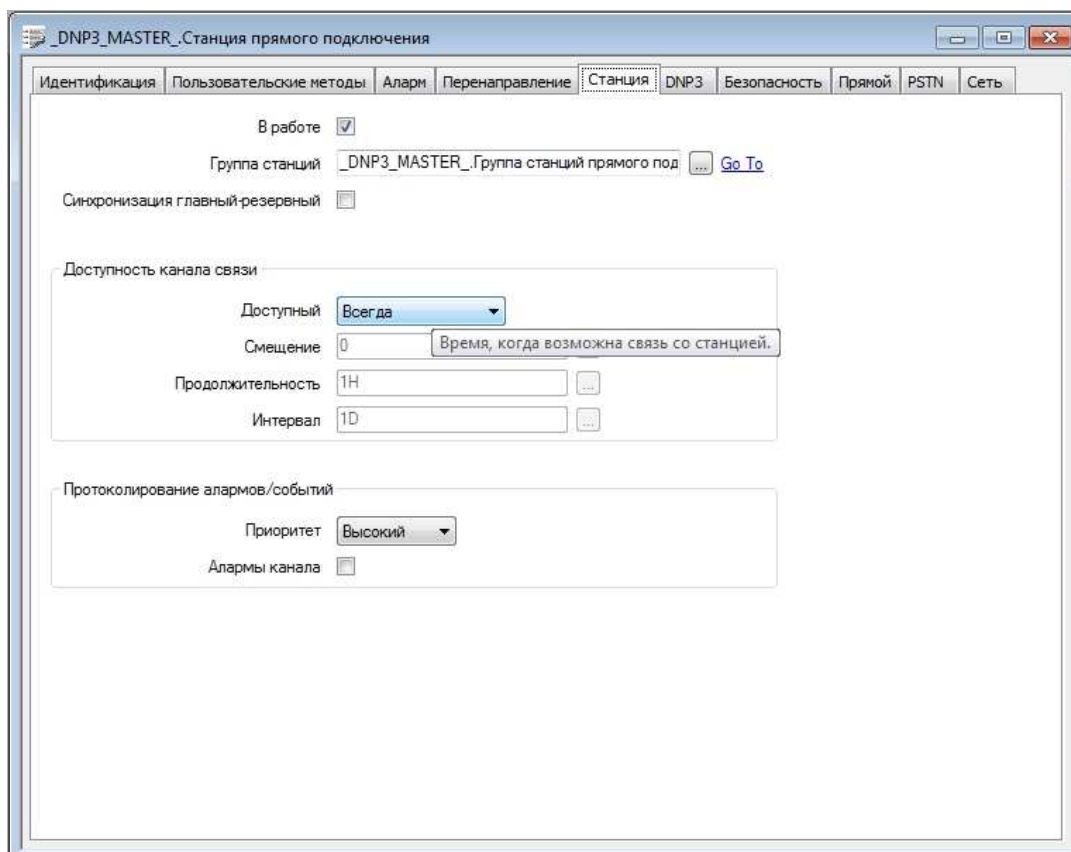 _DNP3_MASTER_.Станция прямого подключения
Идентификация Пользовательские методы Аларм Перенаправление Станция DNP3 Безопасность Прямой PSTN Сеть
В работе
Группа станций _DNP3_MASTER_.Группа станций прямого под ... Go To
Синхронизация главный-резервный
Доступность канала связи
Доступный Всегда
Время, когда возможна связь со станцией.
Смещение 0
Продолжительность 1H ...
Интервал 1D ...
Протоколирование алармов/событий
Приоритет Высокий
Алармы канала